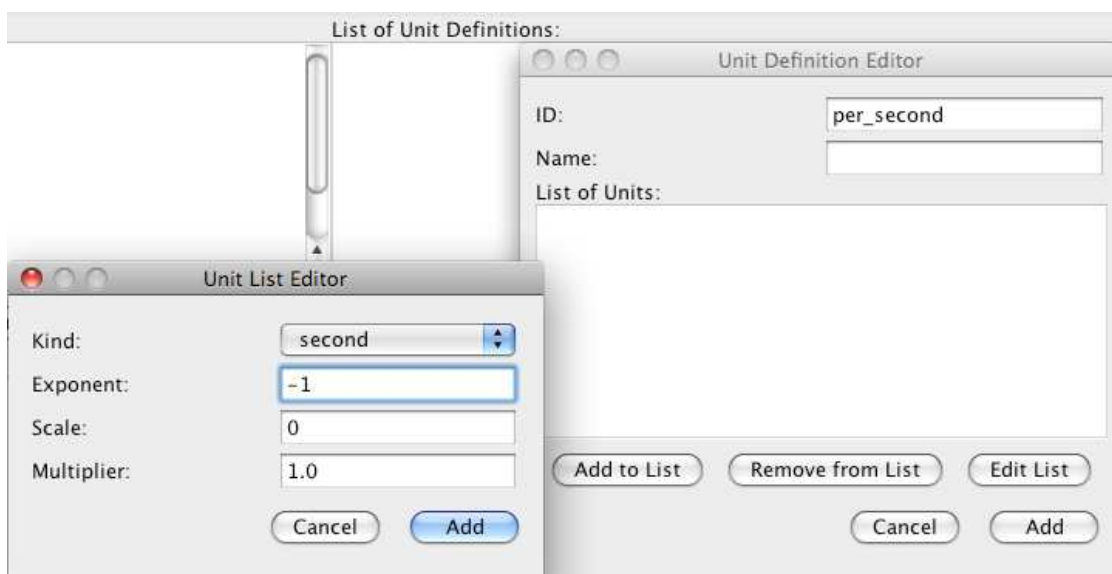 List of Unit Definitions:
Unit Definition Editor
ID: per_second
Name:
List of Units:
Add to List Remove from List Edit List
Cancel Add
Unit List Editor
Kind: second
Exponent: -1
Scale: 0
Multiplier: 1.0
Cancel Add